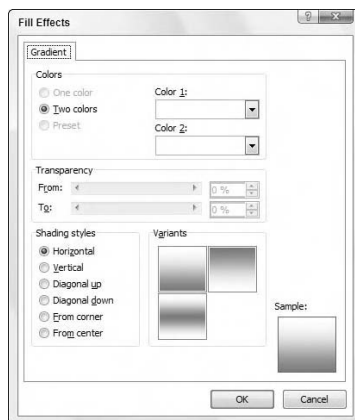 Fill Effects
Gradient
Colors
One color
Two colors
Preset
Color 1:
Color 2:
Transparency
From:
0 %
To:
0 %
Shading styles
Horizontal
Vertical
Diagonal up
Diagonal down
From corner
From center
Variants
Sample:
OK
Cancel